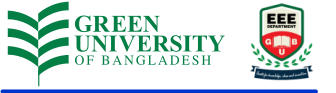 GREEN
UNIVERSITY
OF BANGLADESH
EEE
DEPARTMENT
G U B